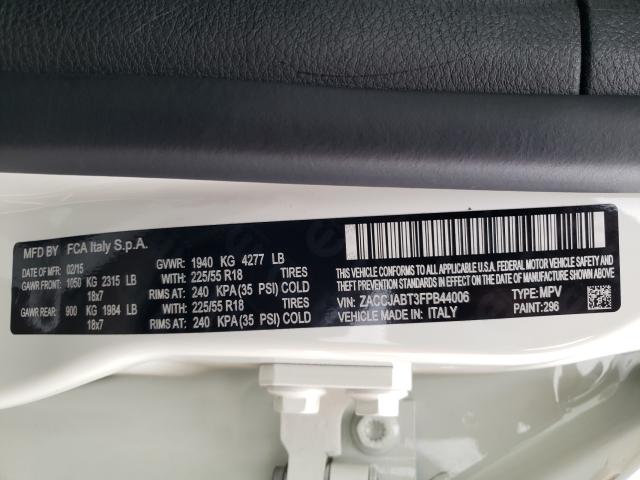 MFD BY FCA Italy S.p.A.
DATE OF MFR: 02/15 GVWR: 1940 KG 4277 LB
GAWR FRONT: 1050 KG 2315 LB WITH: 225/55 R18 TIRES
18x7 RIMS AT: 240 KPA (35 PSI) COLD
GAWR REAR: 900 KG 1984 LB WITH: 225/55 R18 TIRES
18x7 RIMS AT: 240 KPA (35 PSI) COLD
THIS VEHICLE CONFORMS TO ALL APPLICABLE U.S.A. FEDERAL MOTOR VEHICLE SAFETY AND
THEFT PREVENTION STANDARDS IN EFFECT ON THE DATE OF MANUFACTURE SHOWN ABOVE.
VIN: ZACCJABT3FPB44006 TYPE: MPV
VEHICLE MADE IN: ITALY PAINT: 296